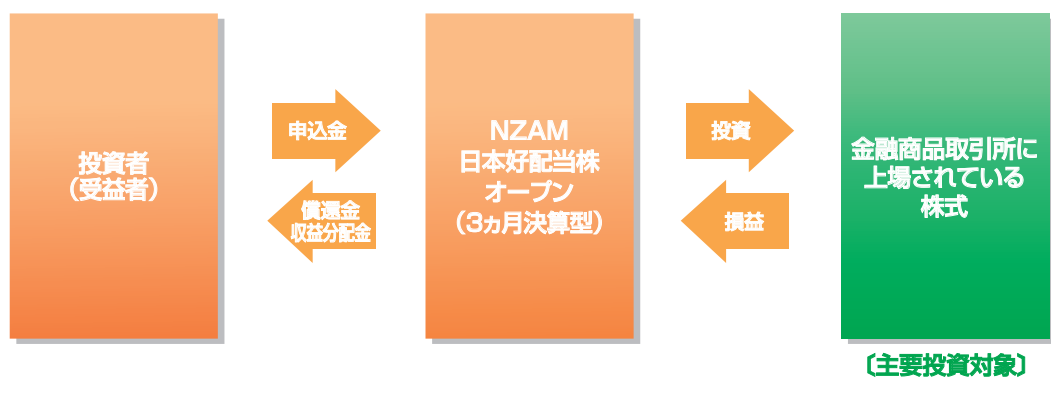 投資者
（受益者）
申込金
償還金
収益分配金
NZAM
日本好配当株
オープン
（3ヵ月決算型）
投資
損益
金融商品取引所に
上場されている
株式
〔主要投資対象〕